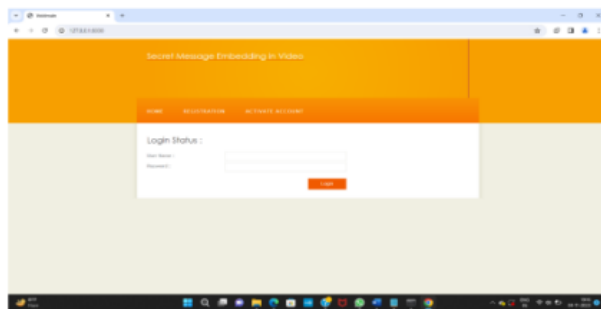 Secret Message Embedding in Video
HOME REGISTRATION ACTIVATE ACCOUNT
Login Status :
User Name :
Password :
Login